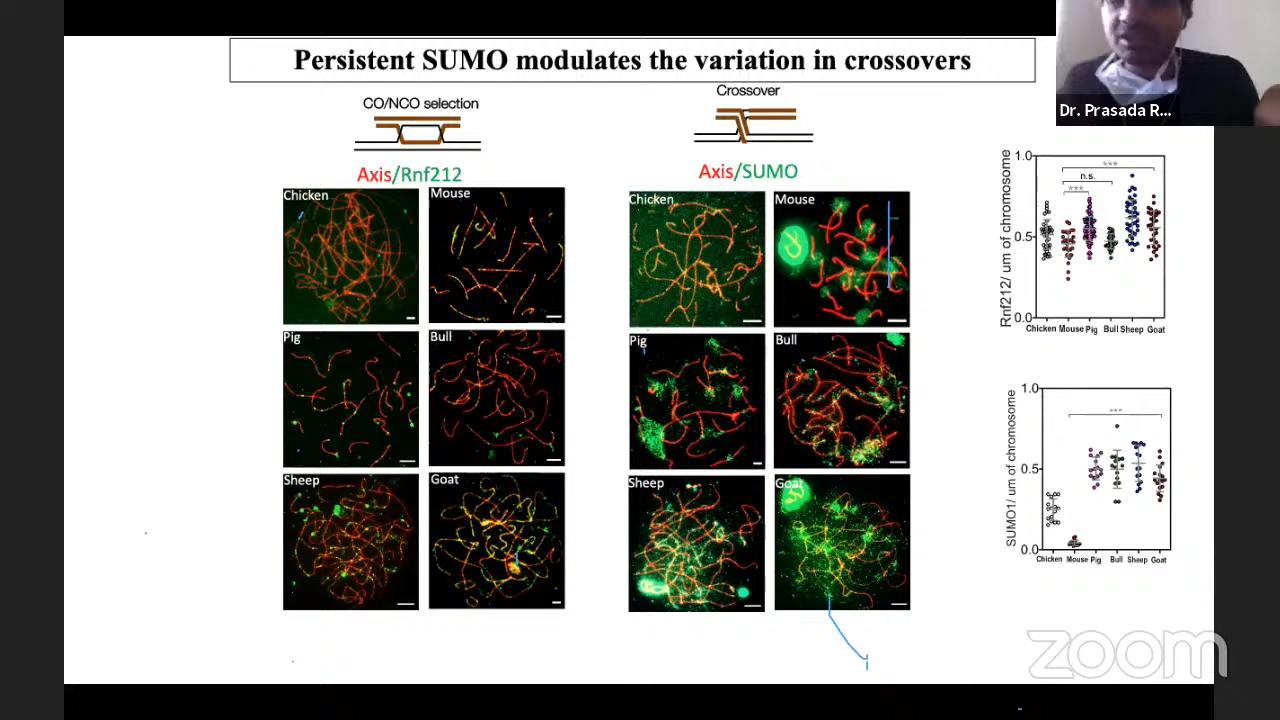 Persistent SUMO modulates the variation in crossovers
Dr. Prasada R...
CO/NCO selection
Crossover
Axis/Rnf212
Axis/SUMO
Chicken
Mouse
Pig
Bull
Sheep
Goat
Chicken
Mouse
Pig
Bull
Sheep
Goat
Rnf212/ um of chromosome
1.0
0.5
0.0
***
n.s.
***
Chicken Mouse Pig Bull Sheep Goat
SUMO1/ um of chromosome
1.0
0.5
0.0
***
Chicken Mouse Pig Bull Sheep Goat
zoom